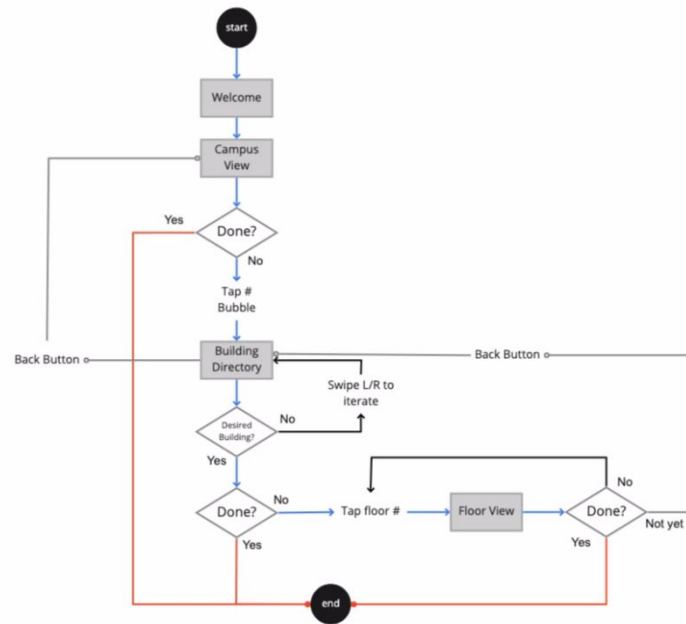 start
Welcome
Campus
View
Yes
Done?
No
Tap #
Bubble
Back Button
Building
Directory
Back Button
Swipe L/R to
iterate
Desired
Building?
No
Yes
Done?
No
Yes
Tap floor #
Floor View
Done?
No
Not yet
Yes
end